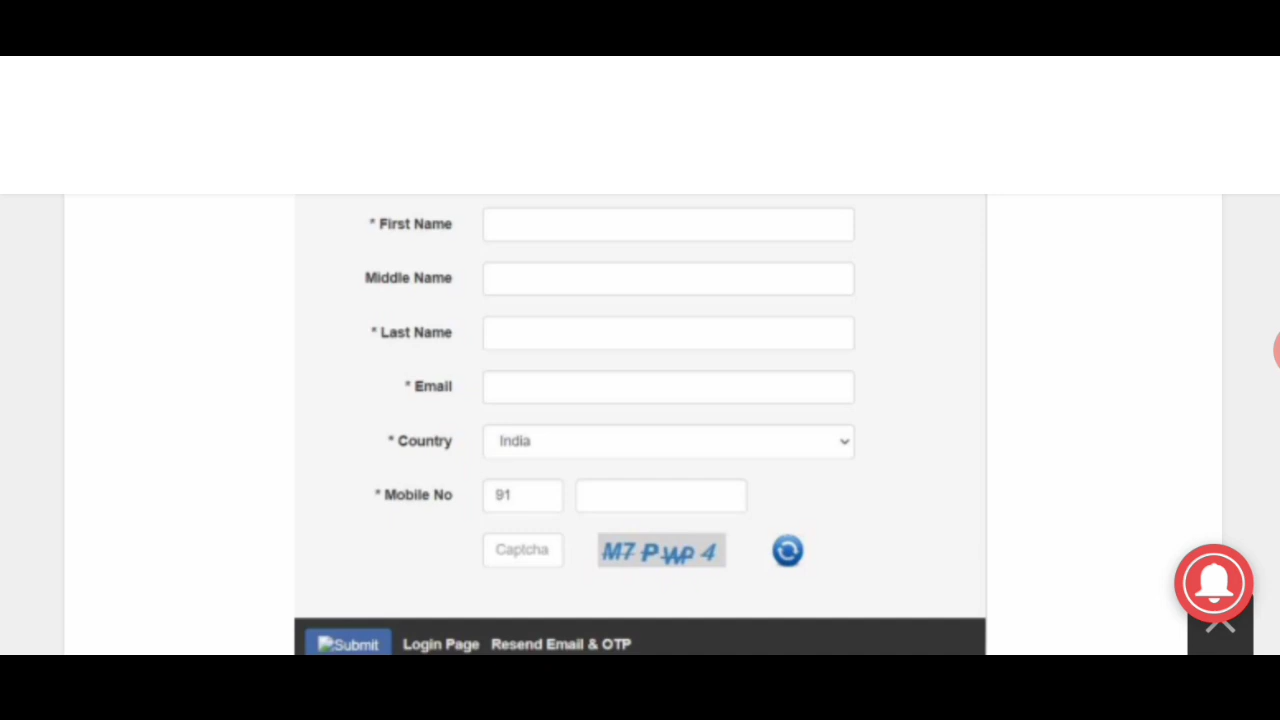 * First Name
Middle Name
* Last Name
* Email
* Country India
* Mobile No 91
Captcha M7PWP4
Submit Login Page Resend Email & OTP